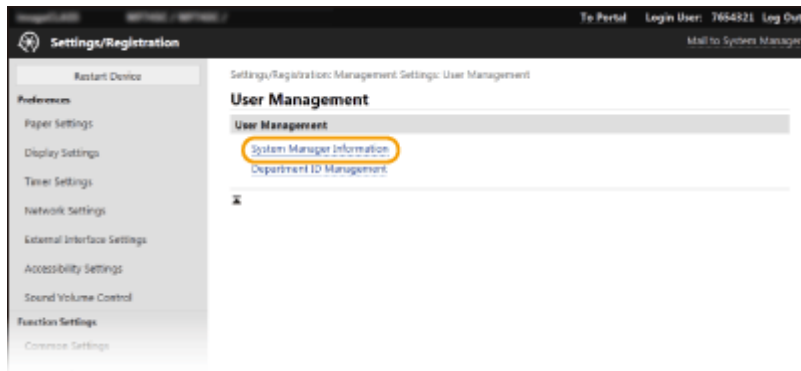 To Portal Login User: 7654321 Log Out
Settings/Registration
Mail to System Manager
Restart Device
Settings/Registration: Management Settings: User Management
Preferences
User Management
Paper Settings
User Management
System Manager Information
Display Settings
Department ID Management
Timer Settings
Network Settings
External Interface Settings
Accessibility Settings
Sound Volume Control
Function Settings
Common Settings